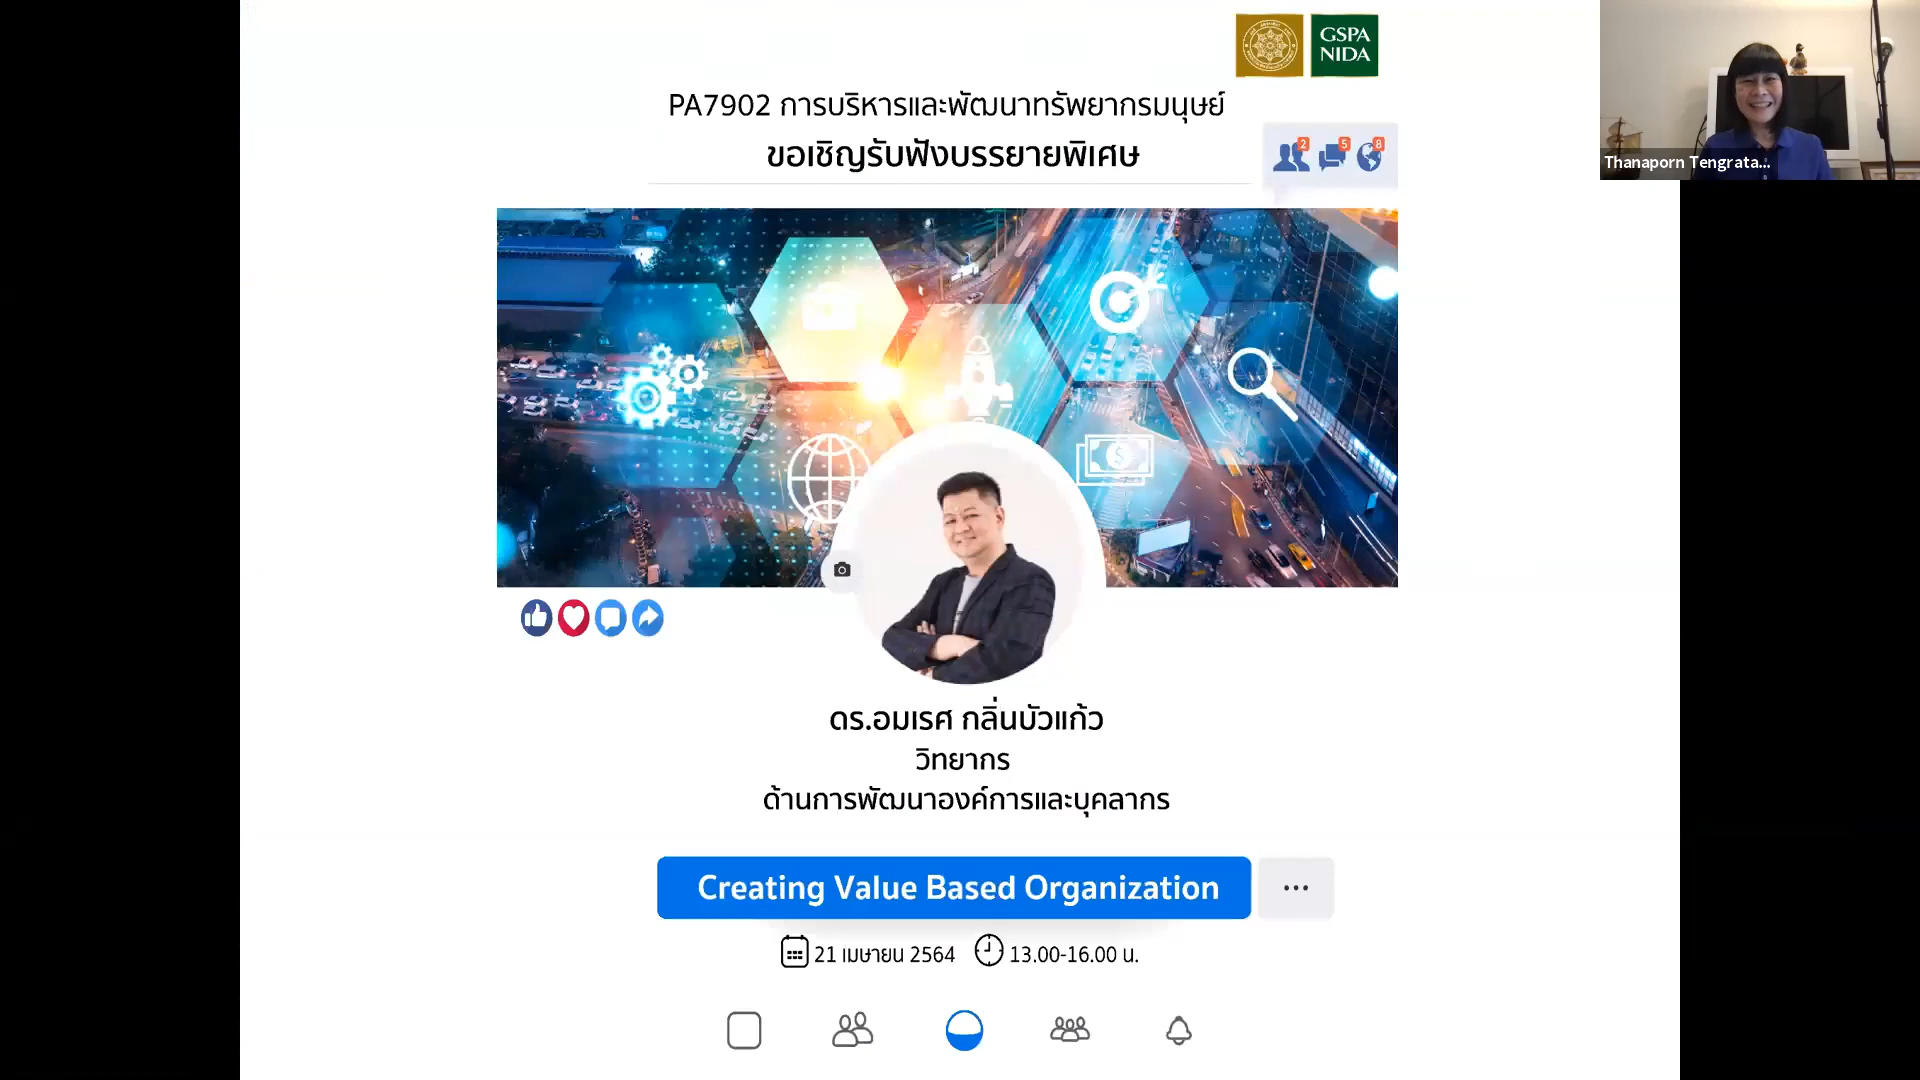 GSPA
NIDA
PA7902 การบริหารและพัฒนาทรัพยากรมนุษย์
ขอเชิญรับฟังบรรยายพิเศษ
2 5 8
Thanaporn Tengrata...
ดร.อมเรศ กลิ่นบัวแก้ว
วิทยากร
ด้านการพัฒนาองค์การและบุคลากร
Creating Value Based Organization
21 เมษายน 2564 13.00-16.00 น.